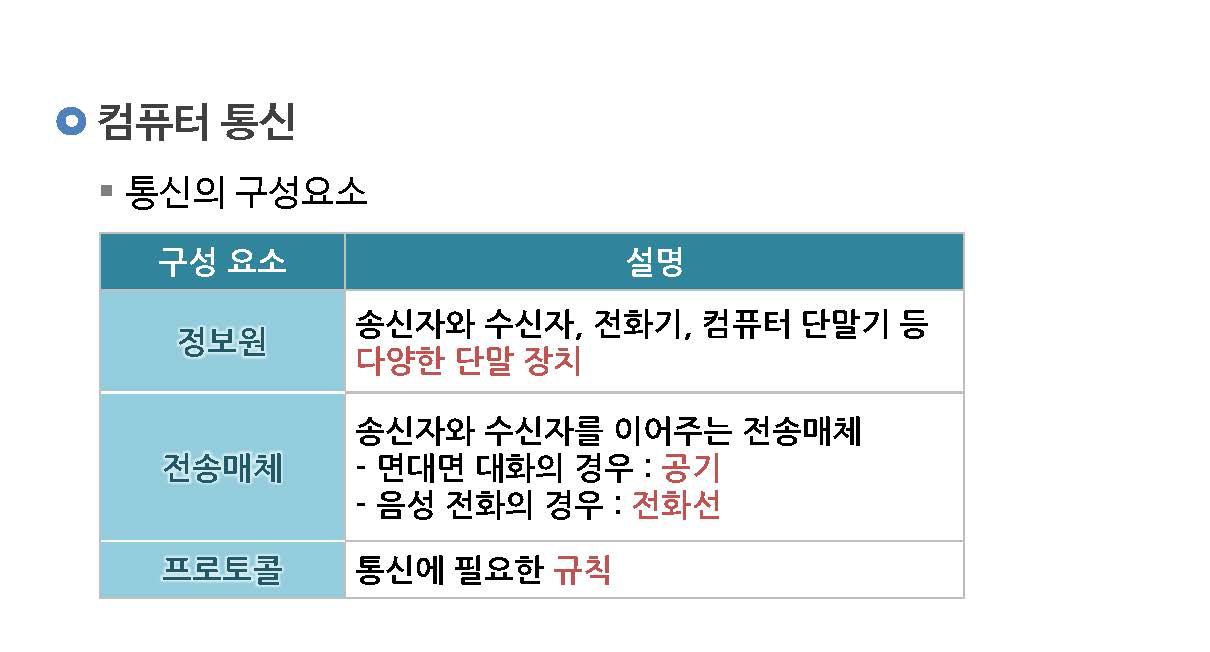 컴퓨터 통신
통신의 구성요소
구성 요소
설명
정보원
송신자와 수신자, 전화기, 컴퓨터 단말기 등
다양한 단말 장치
전송매체
송신자와 수신자를 이어주는 전송매체
- 면대면 대화의 경우 : 공기
- 음성 전화의 경우 : 전화선
프로토콜
통신에 필요한 규칙